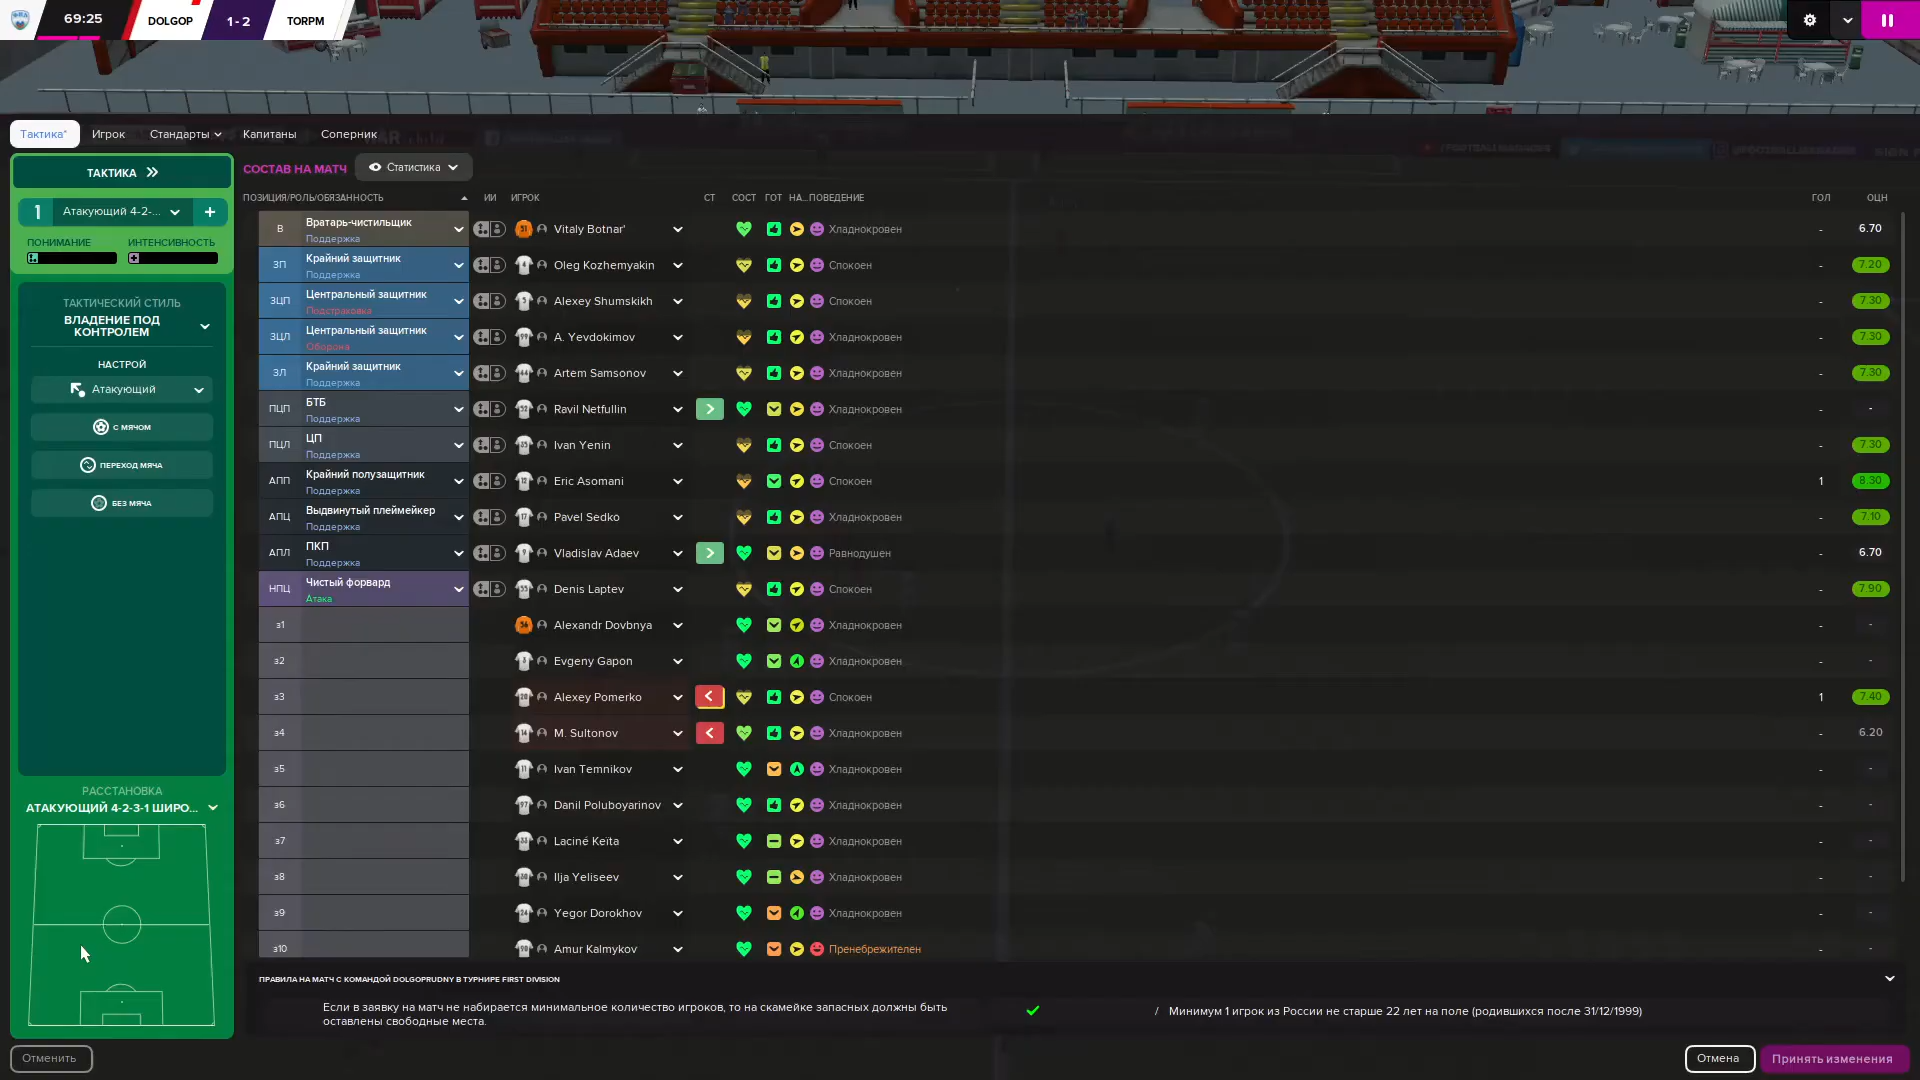 69:25
DOLGOP
1 - 2
TORPM
Тактика*
Игрок
Стандарты
Капитаны
Соперник
ТАКТИКА
1
Атакующий 4-2-...
ПОНИМАНИЕ
ИНТЕНСИВНОСТЬ
ТАКТИЧЕСКИЙ СТИЛЬ
ВЛАДЕНИЕ ПОД
КОНТРОЛЕМ
НАСТРОЙ
Атакующий
С МЯЧОМ
ПЕРЕХОД МЯЧА
БЕЗ МЯЧА
РАССТАНОВКА
АТАКУЮЩИЙ 4-2-3-1 ШИРО...
СОСТАВ НА МАТЧ
Статистика
ПОЗИЦИЯ/РОЛЬ/ОБЯЗАННОСТЬ ИИ ИГРОК СТ СОСТ ГОТ НА... ПОВЕДЕНИЕ ГОЛ ОЦН
В Вратарь-чистильщик Vitaly Botnar' Хладнокровен - 6.70
Поддержка
ЗП Крайний защитник Oleg Kozhemyakin Спокоен - 7.20
Поддержка
ЗЦП Центральный защитник Alexey Shumskikh Спокоен - 7.30
Подстраховка
ЗЦЛ Центральный защитник A. Yevdokimov Хладнокровен - 7.30
Оборона
ЗЛ Крайний защитник Artem Samsonov Хладнокровен - 7.30
Поддержка
ПЦП БТБ Ravil Netfullin Хладнокровен - -
Поддержка
ПЦЛ ЦП Ivan Yenin Спокоен - 7.30
Поддержка
АПП Крайний полузащитник Eric Asomani Спокоен 1 8.30
Поддержка
АПЦ Выдвинутый плеймейкер Pavel Sedko Хладнокровен - 7.10
Поддержка
АПЛ ПКП Vladislav Adaev Равнодушен - 6.70
Поддержка
НПЦ Чистый форвард Denis Laptev Спокоен - 7.90
Атака
з1 Alexandr Dovbnya Хладнокровен - -
з2 Evgeny Gapon Хладнокровен - -
з3 Alexey Pomerko Спокоен 1 7.40
з4 M. Sultonov Хладнокровен - 6.20
з5 Ivan Temnikov Хладнокровен - -
з6 Danil Poluboyarinov Хладнокровен - -
з7 Laciné Keïta Хладнокровен - -
з8 Ilja Yeliseev Хладнокровен - -
з9 Yegor Dorokhov Хладнокровен - -
з10 Amur Kalmykov Пренебрежителен - -
ПРАВИЛА НА МАТЧ С КОМАНДОЙ DOLGOPRUDNY В ТУРНИРЕ FIRST DIVISION
Если в заявку на матч не набирается минимальное количество игроков, то на скамейке запасных должны быть
оставлены свободные места.
/ Минимум 1 игрок из России не старше 22 лет на поле (родившихся после 31/12/1999)
Отменить
Отмена
Принять изменения